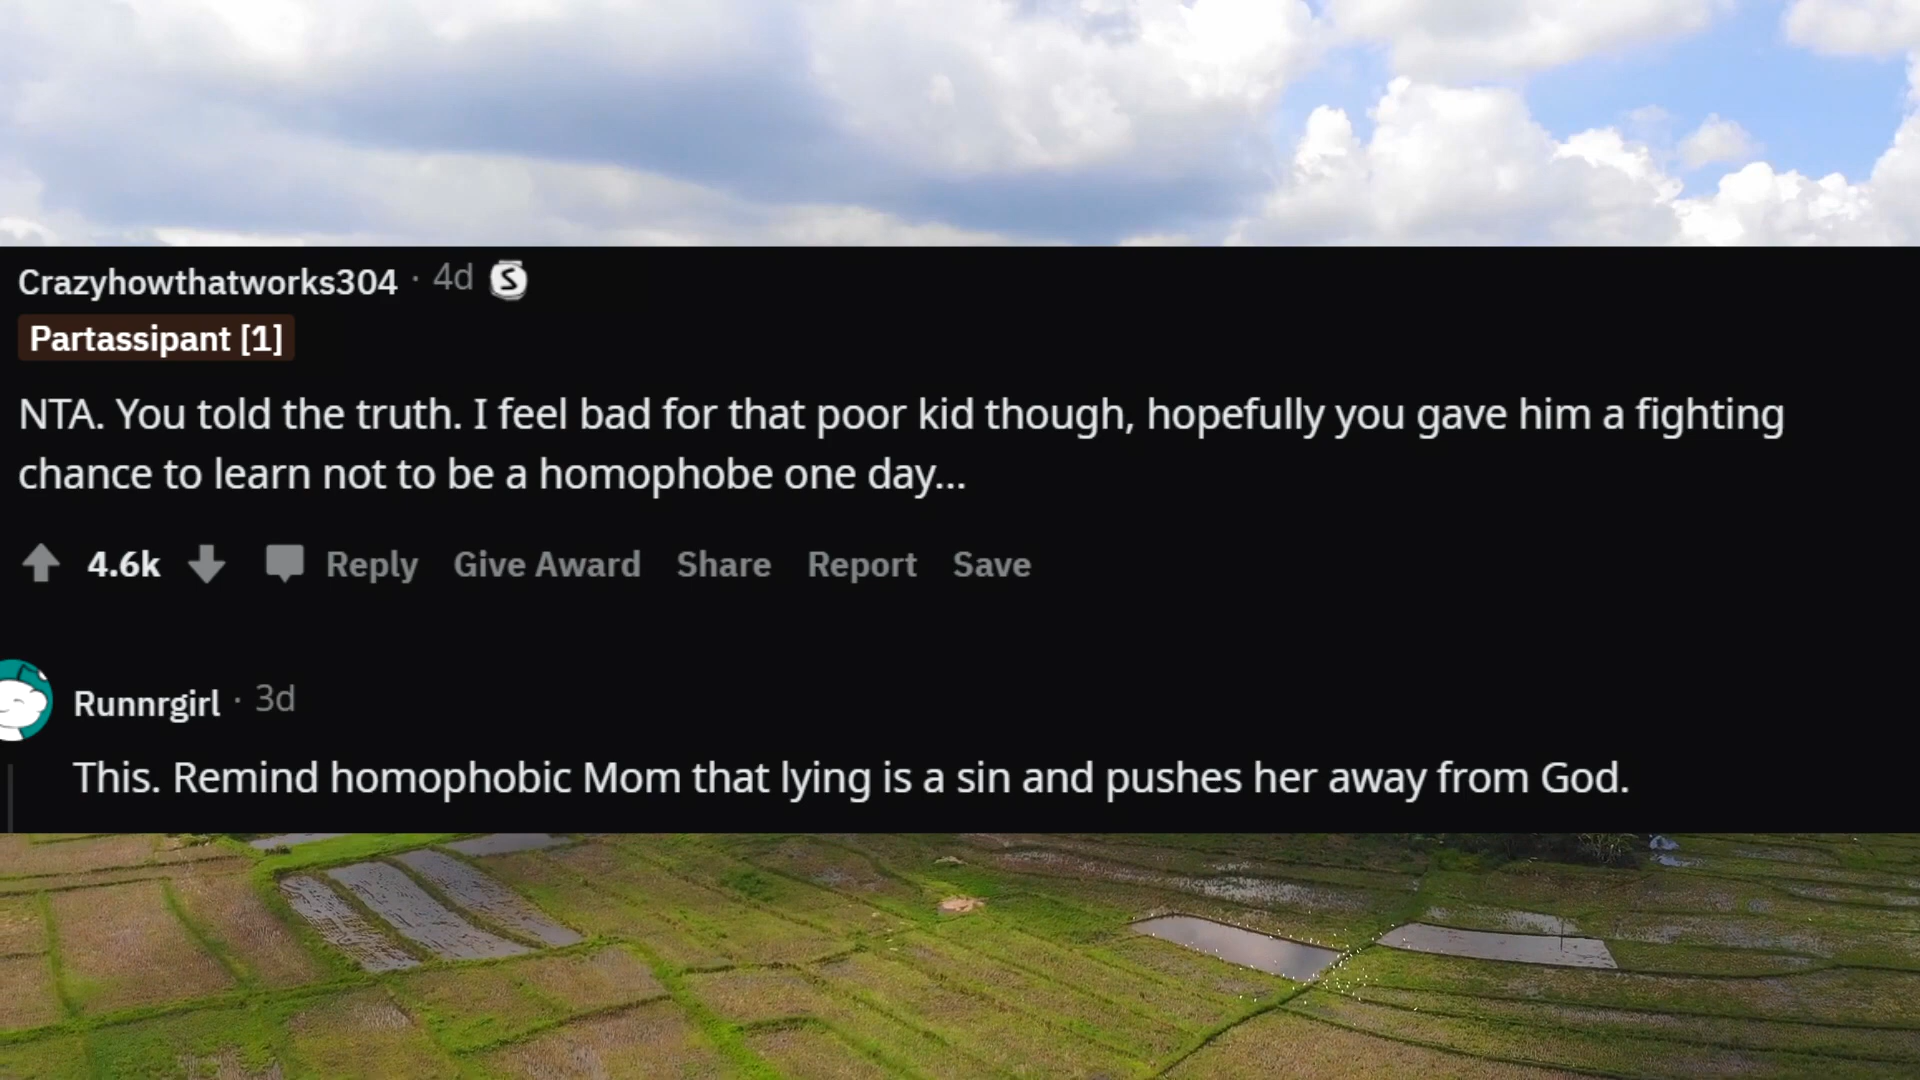 Crazyhowthatworks304 · 4d S
Partassipant [1]
NTA. You told the truth. I feel bad for that poor kid though, hopefully you gave him a fighting
chance to learn not to be a homophobe one day...
4.6k Reply Give Award Share Report Save
Runnrgirl · 3d
This. Remind homophobic Mom that lying is a sin and pushes her away from God.